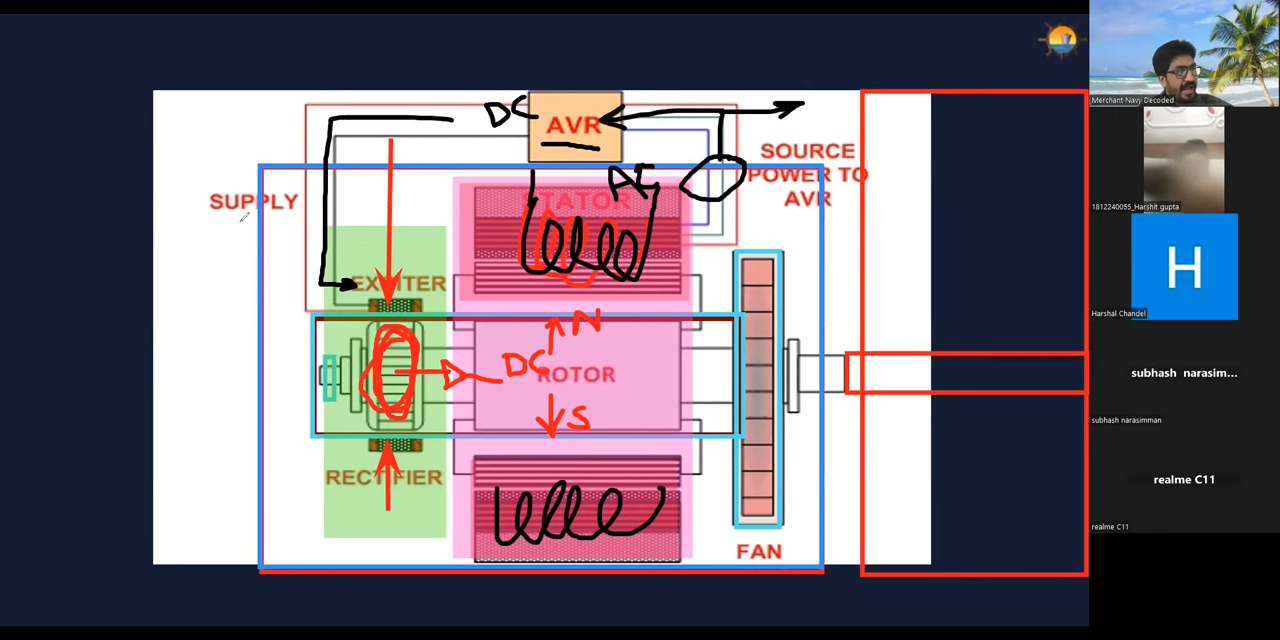 DC
AVR
SOURCE
POWER TO
AVR
SUPPLY
AC
STATOR
EXCITER
N
DC
ROTOR
S
RECTIFIER
FAN
Merchant Navy Decoded
1812240055_Harshit gupta
H
Harshal Chandel
subhash narasim...
subhash narasimman
realme C11
realme C11